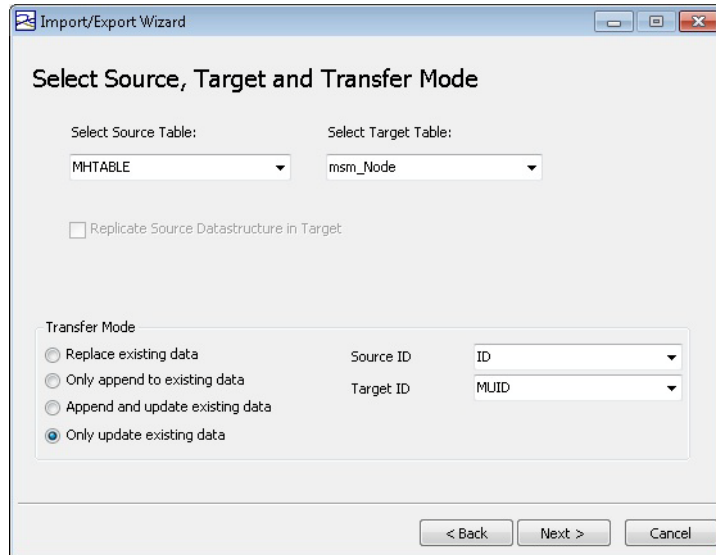 Import/Export Wizard
Select Source, Target and Transfer Mode
Select Source Table: Select Target Table:
MHTABLE msm_Node
Replicate Source Datastructure in Target
Transfer Mode
Replace existing data Source ID ID
Only append to existing data Target ID MUID
Append and update existing data
Only update existing data
< Back Next > Cancel